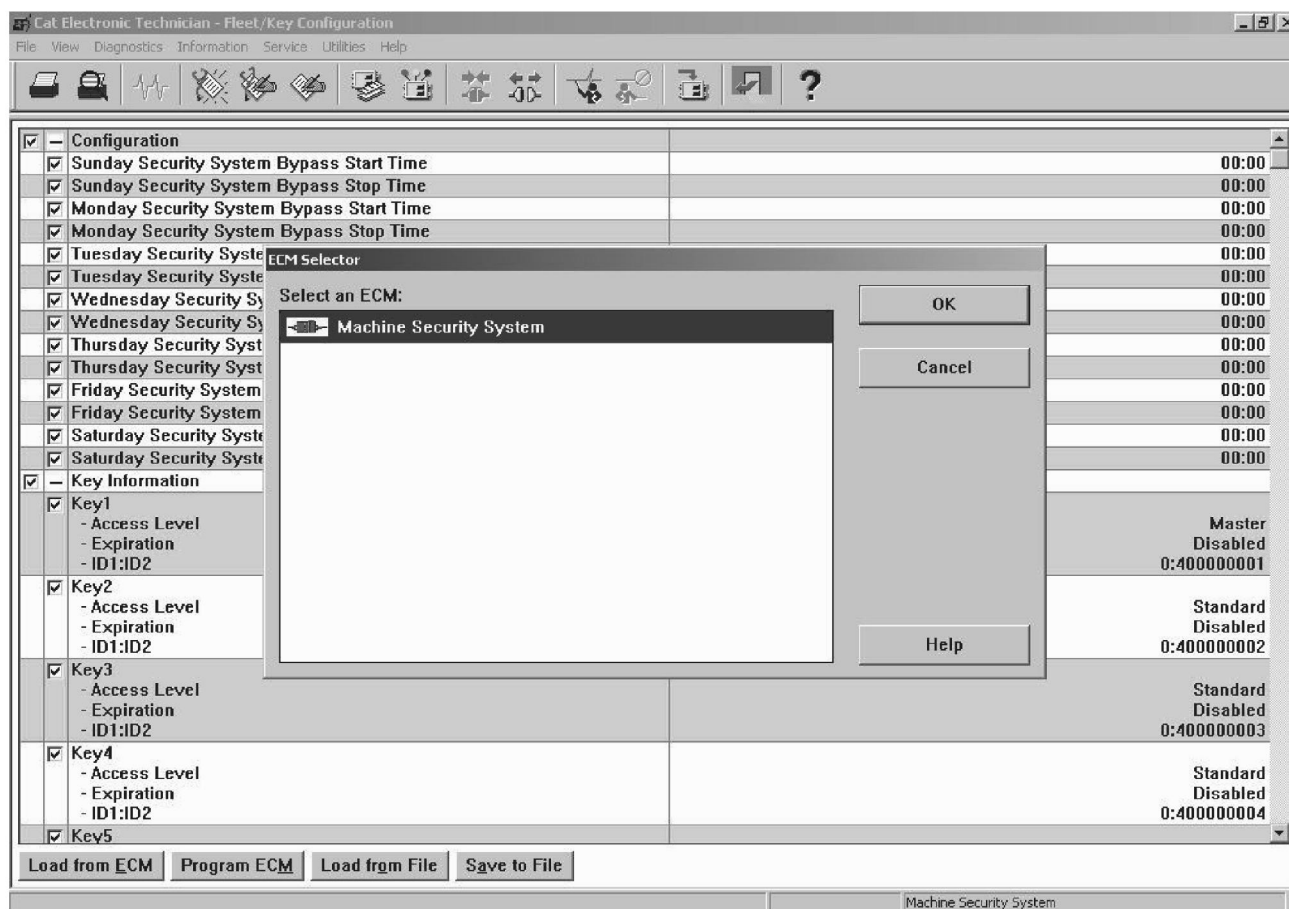 Cat Electronic Technician - Fleet/Key Configuration
File View Diagnostics Information Service Utilities Help
Configuration
Sunday Security System Bypass Start Time 00:00
Sunday Security System Bypass Stop Time 00:00
Monday Security System Bypass Start Time 00:00
Monday Security System Bypass Stop Time 00:00
Tuesday Security Syste 00:00
Tuesday Security Syste 00:00
Wednesday Security Sy 00:00
Wednesday Security Sy 00:00
Thursday Security Syst 00:00
Thursday Security Syst 00:00
Friday Security System 00:00
Friday Security System 00:00
Saturday Security Syste 00:00
Saturday Security Syste 00:00
Key Information
Key1
- Access Level Master
- Expiration Disabled
- ID1:ID2 0:400000001
Key2
- Access Level Standard
- Expiration Disabled
- ID1:ID2 0:400000002
Key3
- Access Level Standard
- Expiration Disabled
- ID1:ID2 0:400000003
Key4
- Access Level Standard
- Expiration Disabled
- ID1:ID2 0:400000004
Key5
ECM Selector
Select an ECM:
Machine Security System
OK
Cancel
Help
Load from ECM Program ECM Load from File Save to File
Machine Security System